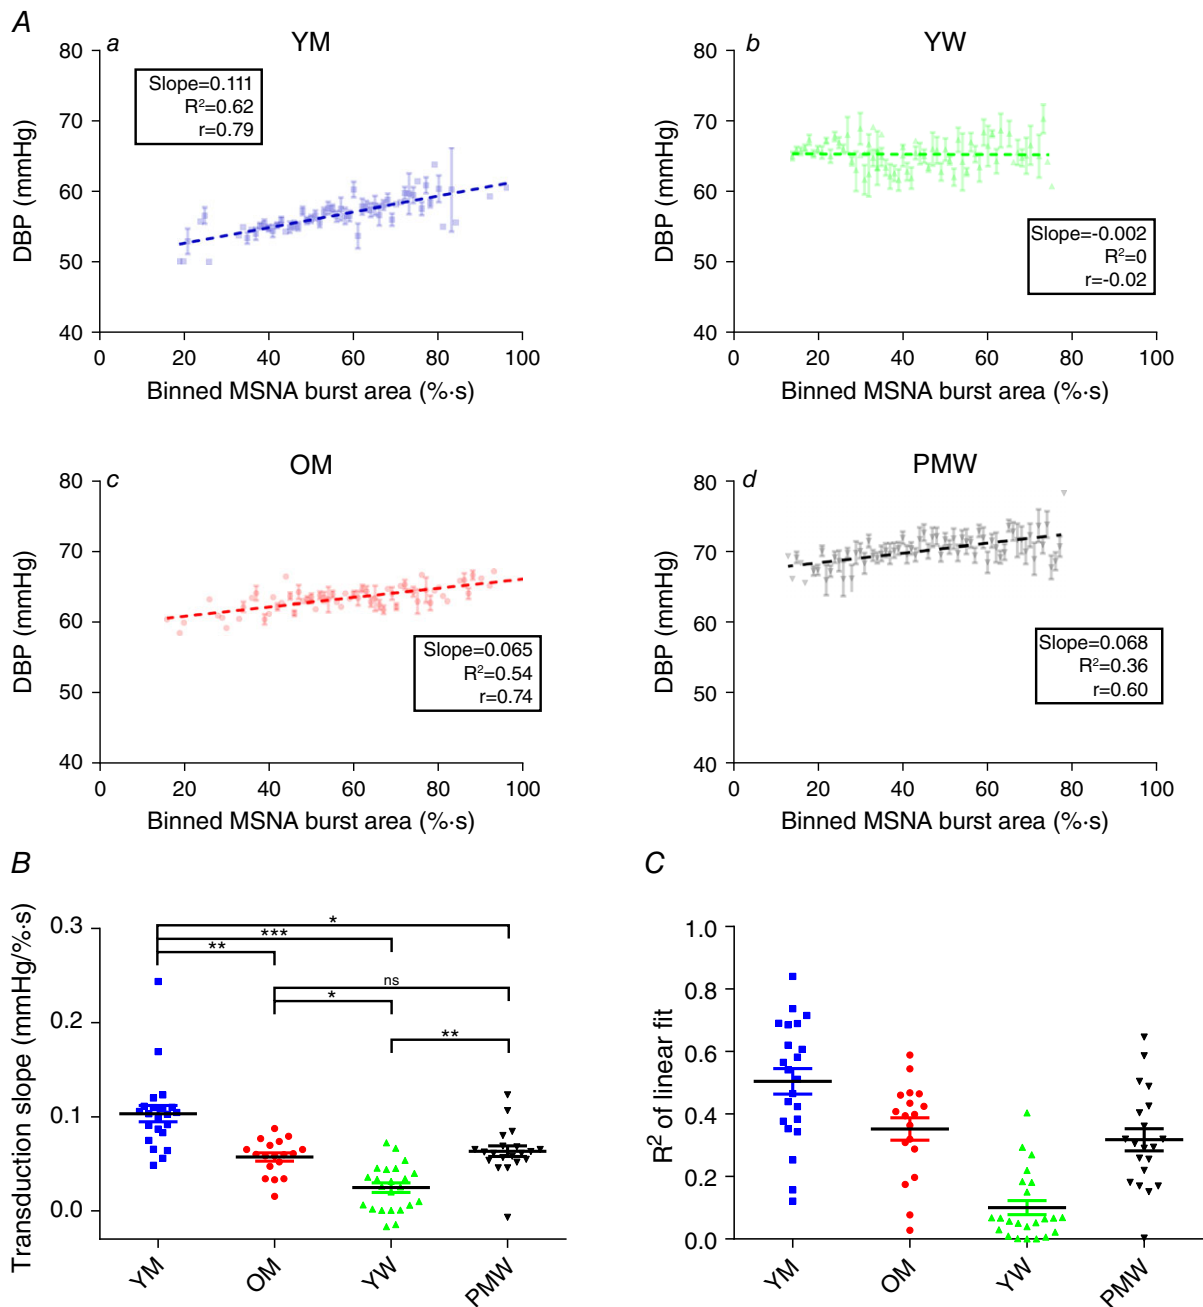 A
a
YM
80
70
60
50
40
DBP (mmHg)
Slope=0.111
R²=0.62
r=0.79
0 20 40 60 80 100
Binned MSNA burst area (%·s)
b
YW
80
70
60
50
40
DBP (mmHg)
Slope=-0.002
R²=0
r=-0.02
0 20 40 60 80 100
Binned MSNA burst area (%·s)
c
OM
80
70
60
50
40
DBP (mmHg)
Slope=0.065
R²=0.54
r=0.74
0 20 40 60 80 100
Binned MSNA burst area (%·s)
d
PMW
80
70
60
50
40
DBP (mmHg)
Slope=0.068
R²=0.36
r=0.60
0 20 40 60 80 100
Binned MSNA burst area (%·s)
B
Transduction slope (mmHg/%·s)
0.3
0.2
0.1
0.0
*
***
**
ns
*
**
YM OM YW PMW
C
R² of linear fit
1.0
0.8
0.6
0.4
0.2
0.0
YM OM YW PMW